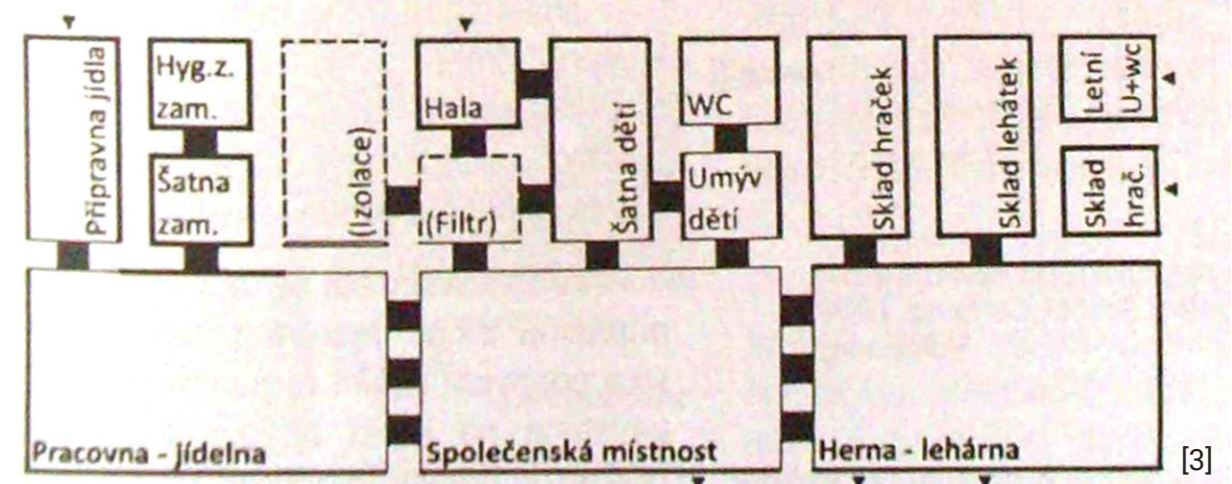 Přípravna jídla
Hyg.z.
zam.
Šatna
zam.
(Izolace)
Hala
(Filtr)
Šatna dětí
WC
Umýv
dětí
Sklad hraček
Sklad lehátek
Letní
U+wc
Sklad
hrač.
Pracovna - jídelna
Společenská místnost
Herna - lehárna
[3]